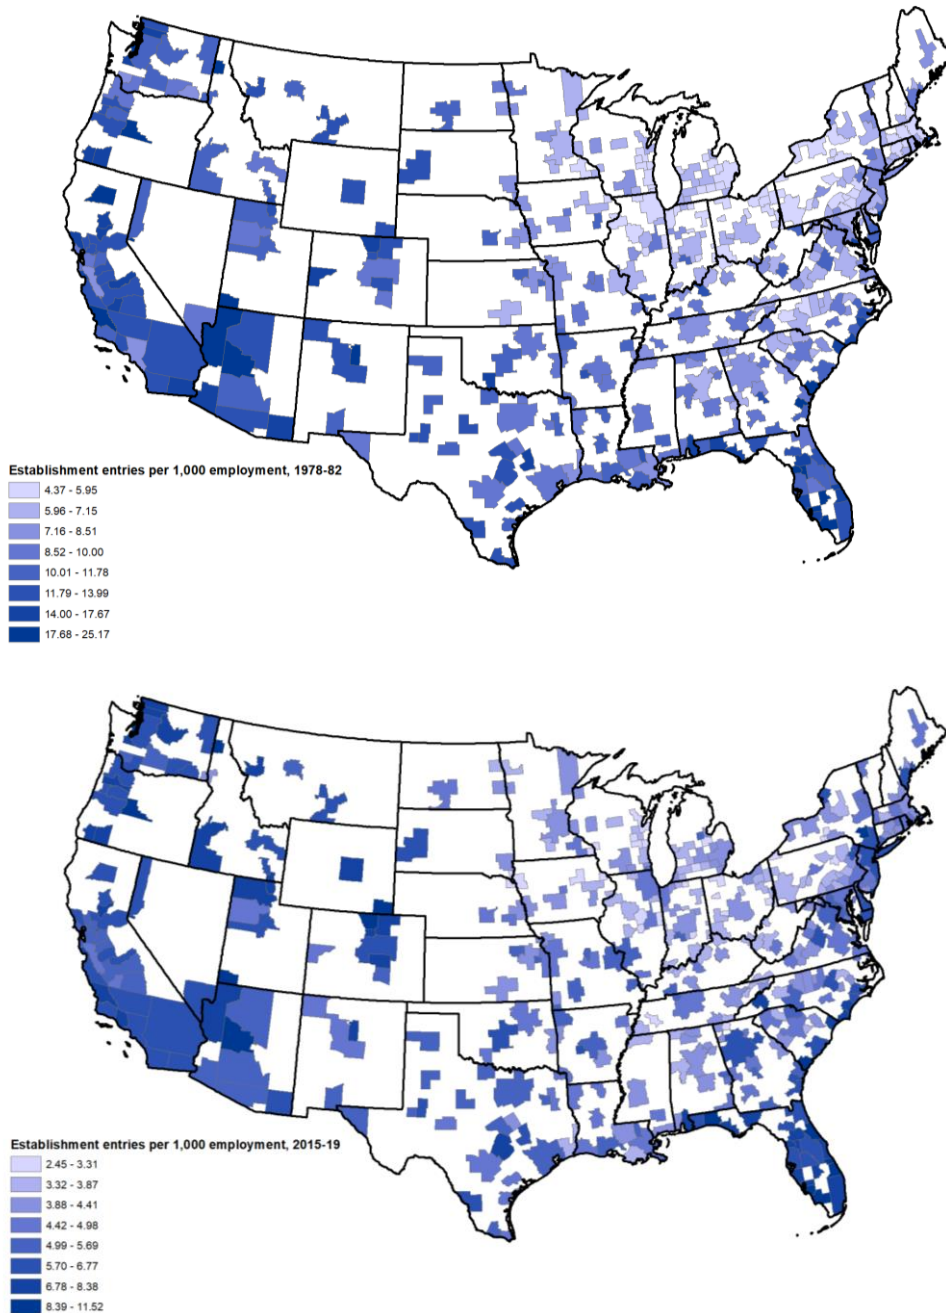 Establishment entries per 1,000 employment, 1978-82
4.37 - 5.95
5.96 - 7.15
7.16 - 8.51
8.52 - 10.00
10.01 - 11.78
11.79 - 13.99
14.00 - 17.67
17.68 - 25.17
Establishment entries per 1,000 employment, 2015-19
2.45 - 3.31
3.32 - 3.87
3.88 - 4.41
4.42 - 4.98
4.99 - 5.69
5.70 - 6.77
6.78 - 8.38
8.39 - 11.52